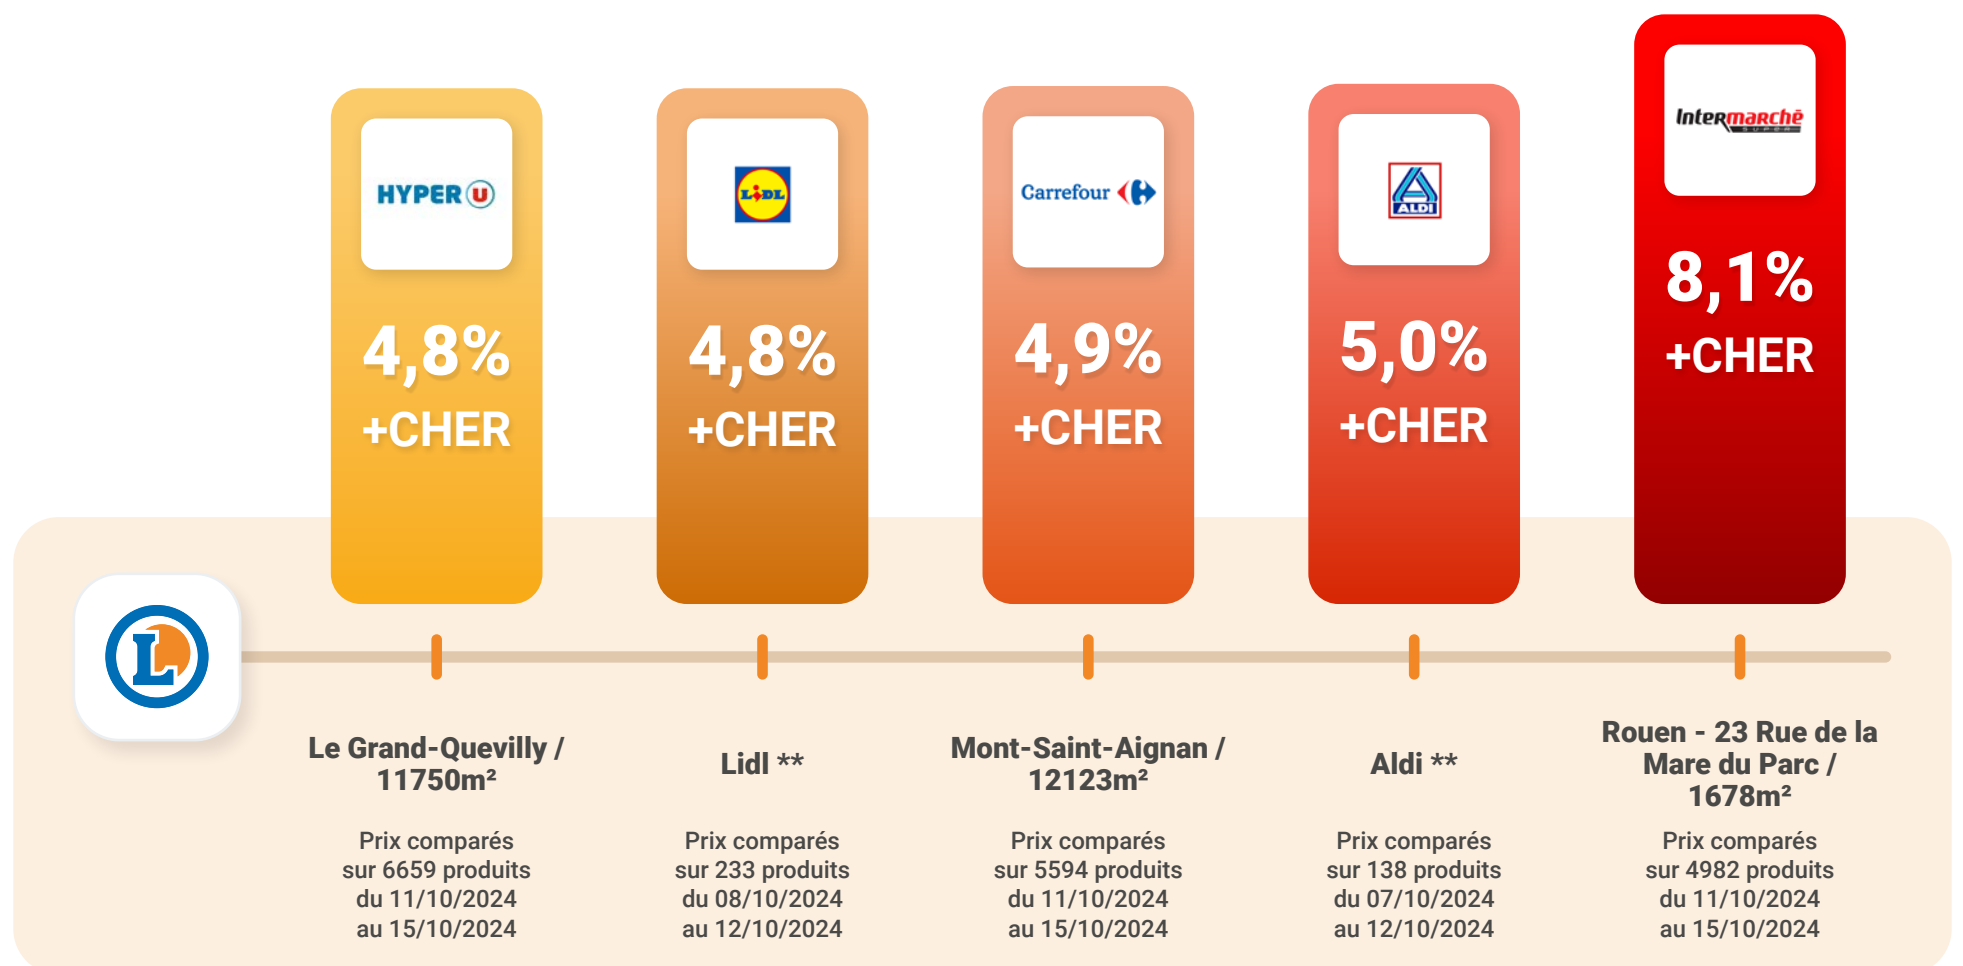 HYPER U
4,8%
+CHER
LiDL
4,8%
+CHER
Carrefour
4,9%
+CHER
ALDI
5,0%
+CHER
Intermarchē
SUPER
8,1%
+CHER
L
Le Grand-Quevilly /
11750m²
Prix comparés
sur 6659 produits
du 11/10/2024
au 15/10/2024
Lidl **
Prix comparés
sur 233 produits
du 08/10/2024
au 12/10/2024
Mont-Saint-Aignan /
12123m²
Prix comparés
sur 5594 produits
du 11/10/2024
au 15/10/2024
Aldi **
Prix comparés
sur 138 produits
du 07/10/2024
au 12/10/2024
Rouen - 23 Rue de la
Mare du Parc /
1678m²
Prix comparés
sur 4982 produits
du 11/10/2024
au 15/10/2024